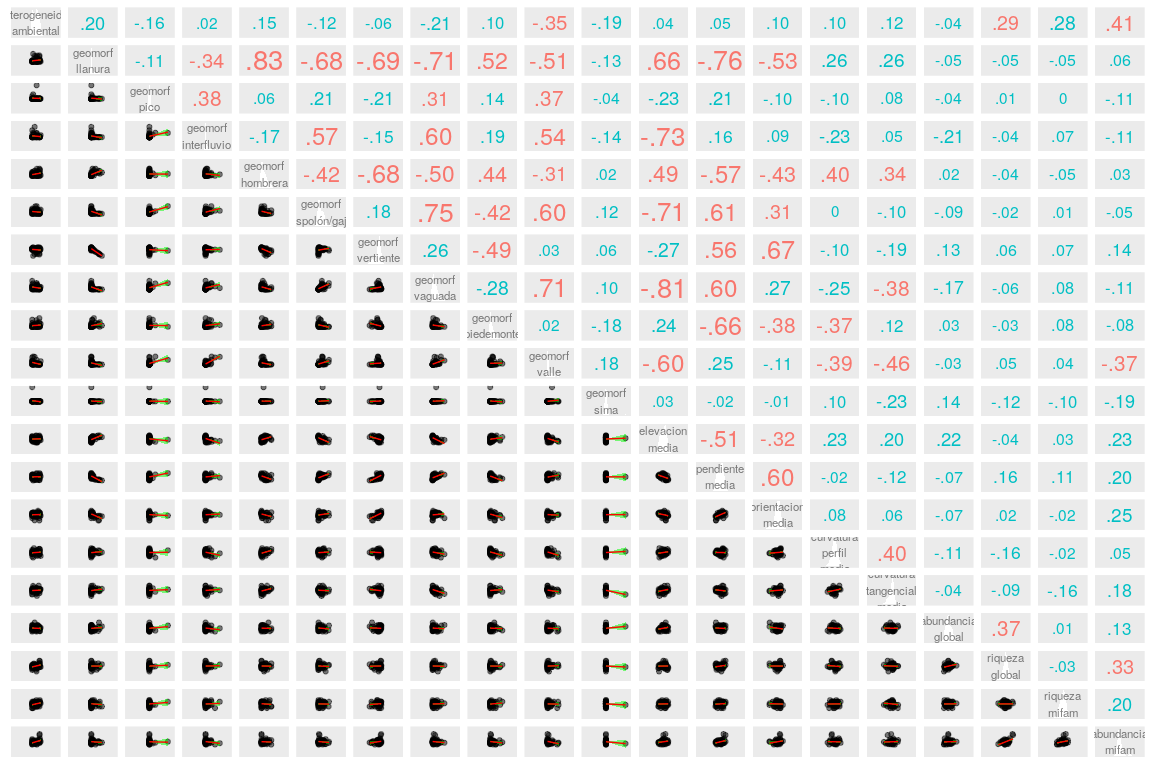 terogeneid
ambiental
.20 -.16 .02 .15 -.12 -.06 -.21 .10 -.35 -.19 .04 .05 .10 .10 .12 -.04 .29 .28 .41
geomorf
llanura
-.11 -.34 .83 -.68 -.69 -.71 .52 -.51 -.13 .66 -.76 -.53 .26 .26 -.05 -.05 -.05 .06
geomorf
pico
.38 .06 .21 -.21 .31 .14 .37 -.04 -.23 .21 -.10 -.10 .08 -.04 .01 0 -.11
geomorf
interfluvio
-.17 .57 -.15 .60 .19 .54 -.14 -.73 .16 .09 -.23 .05 -.21 -.04 .07 -.11
geomorf
hombrera
-.42 -.68 -.50 .44 -.31 .02 .49 -.57 -.43 .40 .34 .02 -.04 -.05 .03
geomorf
spolón/gaj
.18 .75 -.42 .60 .12 -.71 .61 .31 0 -.10 -.09 -.02 .01 -.05
geomorf
vertiente
.26 -.49 .03 .06 -.27 .56 .67 -.10 -.19 .13 .06 .07 .14
geomorf
vaguada
-.28 .71 .10 -.81 .60 .27 -.25 -.38 -.17 -.06 .08 -.11
geomorf
piedemonte
.02 -.18 .24 -.66 -.38 -.37 .12 .03 -.03 .08 -.08
geomorf
valle
.18 -.60 .25 -.11 -.39 -.46 -.03 .05 .04 -.37
geomorf
sima
.03 -.02 -.01 .10 -.23 .14 -.12 -.10 -.19
elevacion
media
-.51 -.32 .23 .20 .22 -.04 .03 .23
pendiente
media
.60 -.02 -.12 -.07 .16 .11 .20
orientacion
media
.08 .06 -.07 .02 -.02 .25
curvatura
perfil
media
.40 -.11 -.16 -.02 .05
curvatura
tangencial
media
-.04 -.09 -.16 .18
abundancia
global
.37 .01 .13
riqueza
global
-.03 .33
riqueza
mifam
.20
abundancia
mifam